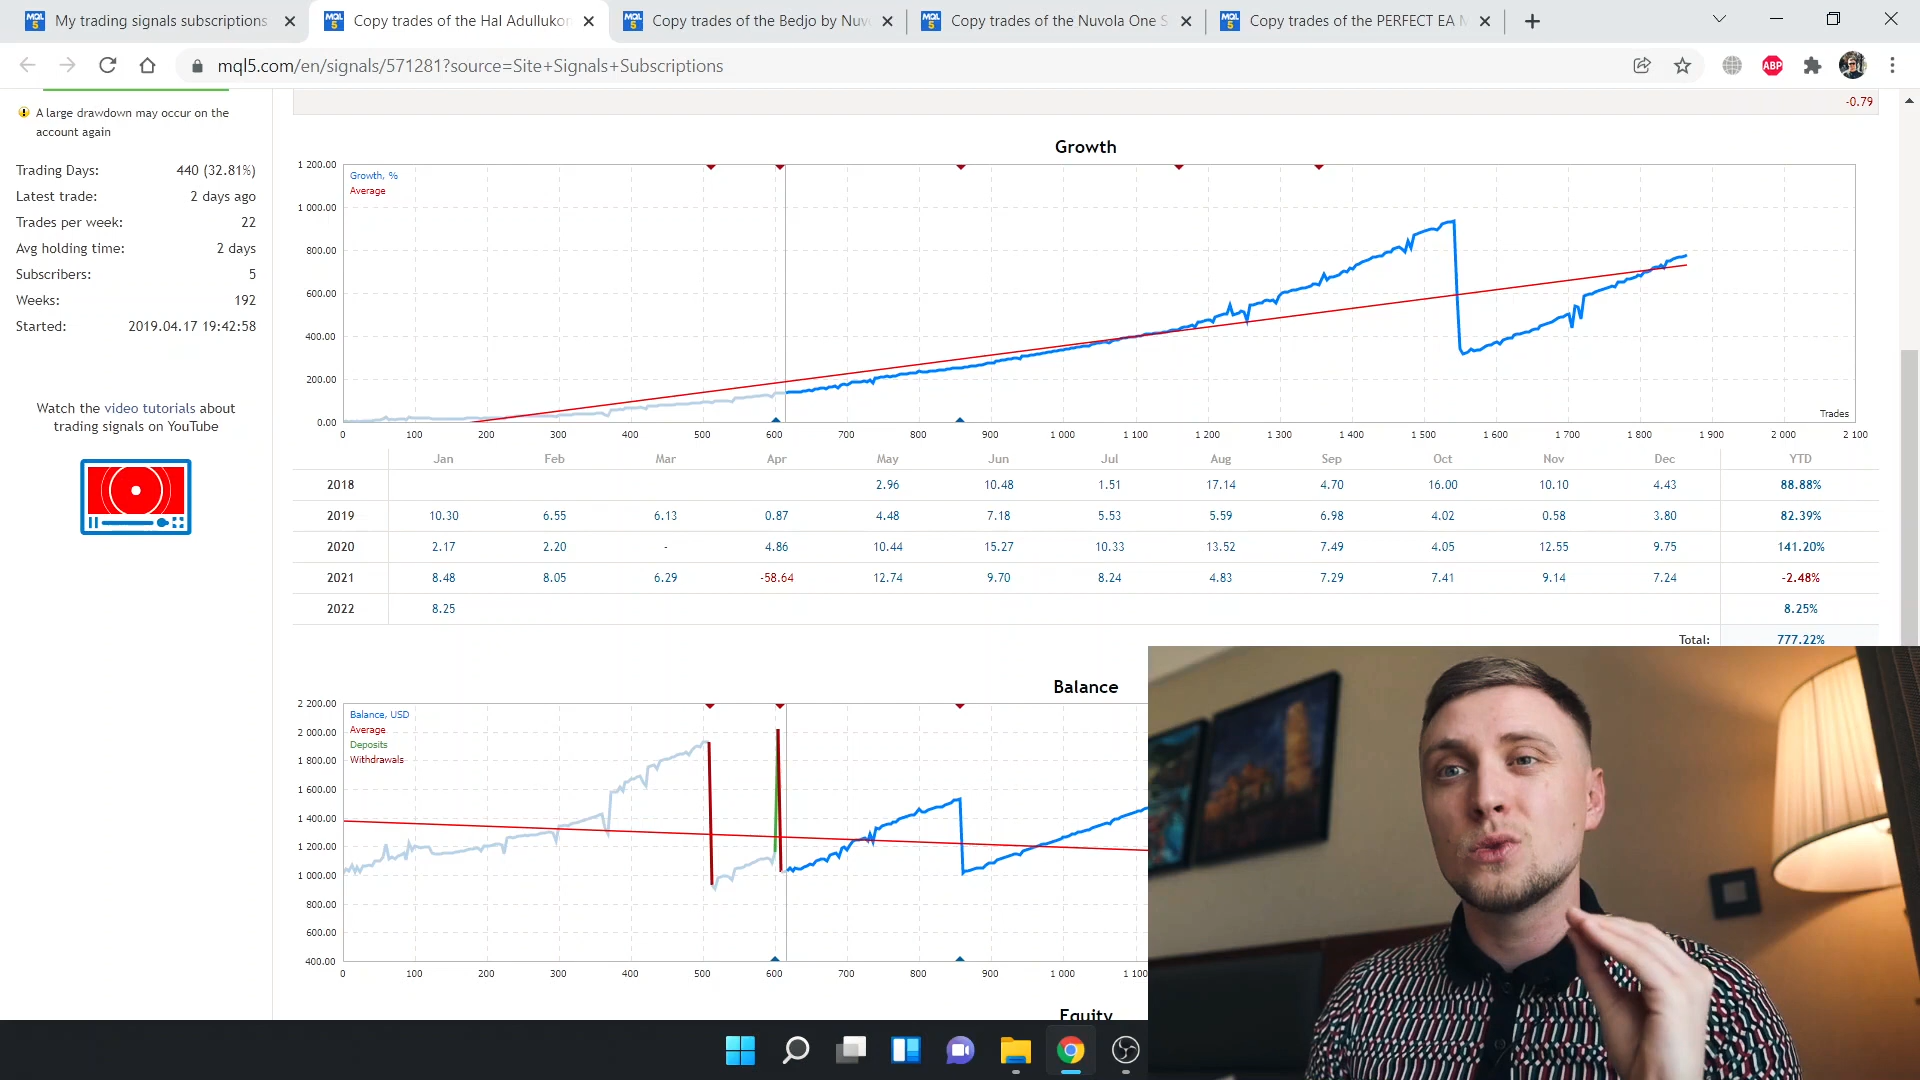 My trading signals subscriptions
Copy trades of the Hal Adullukon
Copy trades of the Bedjo by Nuv
Copy trades of the Nuvola One S
Copy trades of the PERFECT EA M
mql5.com/en/signals/571281?source=Site+Signals+Subscriptions
ABP
A large drawdown may occur on the
account again
Trading Days: 440 (32.81%)
Latest trade: 2 days ago
Trades per week: 22
Avg holding time: 2 days
Subscribers: 5
Weeks: 192
Started: 2019.04.17 19:42:58
Watch the video tutorials about
trading signals on YouTube
-0.79
Growth
Growth, %
Average
1 200.00
1 000.00
800.00
600.00
400.00
200.00
0.00
Trades
0 100 200 300 400 500 600 700 800 900 1 000 1 100 1 200 1 300 1 400 1 500 1 600 1 700 1 800 1 900 2 000 2 100
Jan Feb Mar Apr May Jun Jul Aug Sep Oct Nov Dec YTD
2018 2.96 10.48 1.51 17.14 4.70 16.00 10.10 4.43 88.88%
2019 10.30 6.55 6.13 0.87 4.48 7.18 5.53 5.59 6.98 4.02 0.58 3.80 82.39%
2020 2.17 2.20 - 4.86 10.44 15.27 10.33 13.52 7.49 4.05 12.55 9.75 141.20%
2021 8.48 8.05 6.29 -58.64 12.74 9.70 8.24 4.83 7.29 7.41 9.14 7.24 -2.48%
2022 8.25 8.25%
Total: 777.22%
Balance
Balance, USD
Average
Deposits
Withdrawals
2 200.00
2 000.00
1 800.00
1 600.00
1 400.00
1 200.00
1 000.00
800.00
600.00
400.00
0 100 200 300 400 500 600 700 800 900 1 000 1 100
Equity